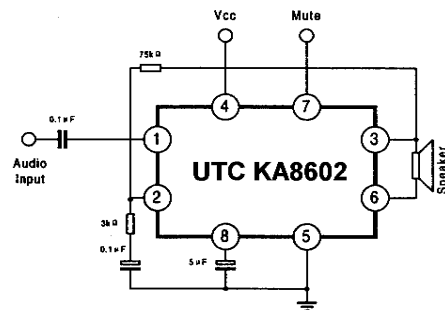 Vcc
Mute
75kΩ
0.1µF
4
7
1
3
Audio
Input
UTC KA8602
Speaker
2
6
3kΩ
8
5
0.1µF
5µF